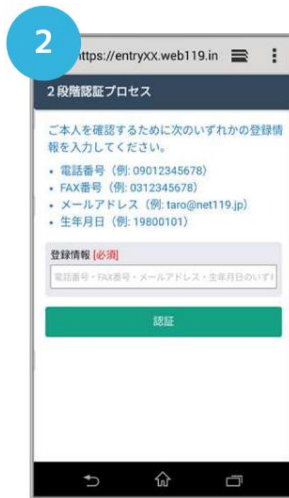 2
https://entryXX.web119.in
2段階認証プロセス
ご本人を確認するために次のいずれかの登録情
報を入力してください。
• 電話番号（例: 09012345678）
• FAX番号（例: 0312345678）
• メールアドレス（例: taro@net119.jp）
• 生年月日（例: 19800101）
登録情報 [必須]
電話番号・FAX番号・メールアドレス・生年月日のいずれ
認証